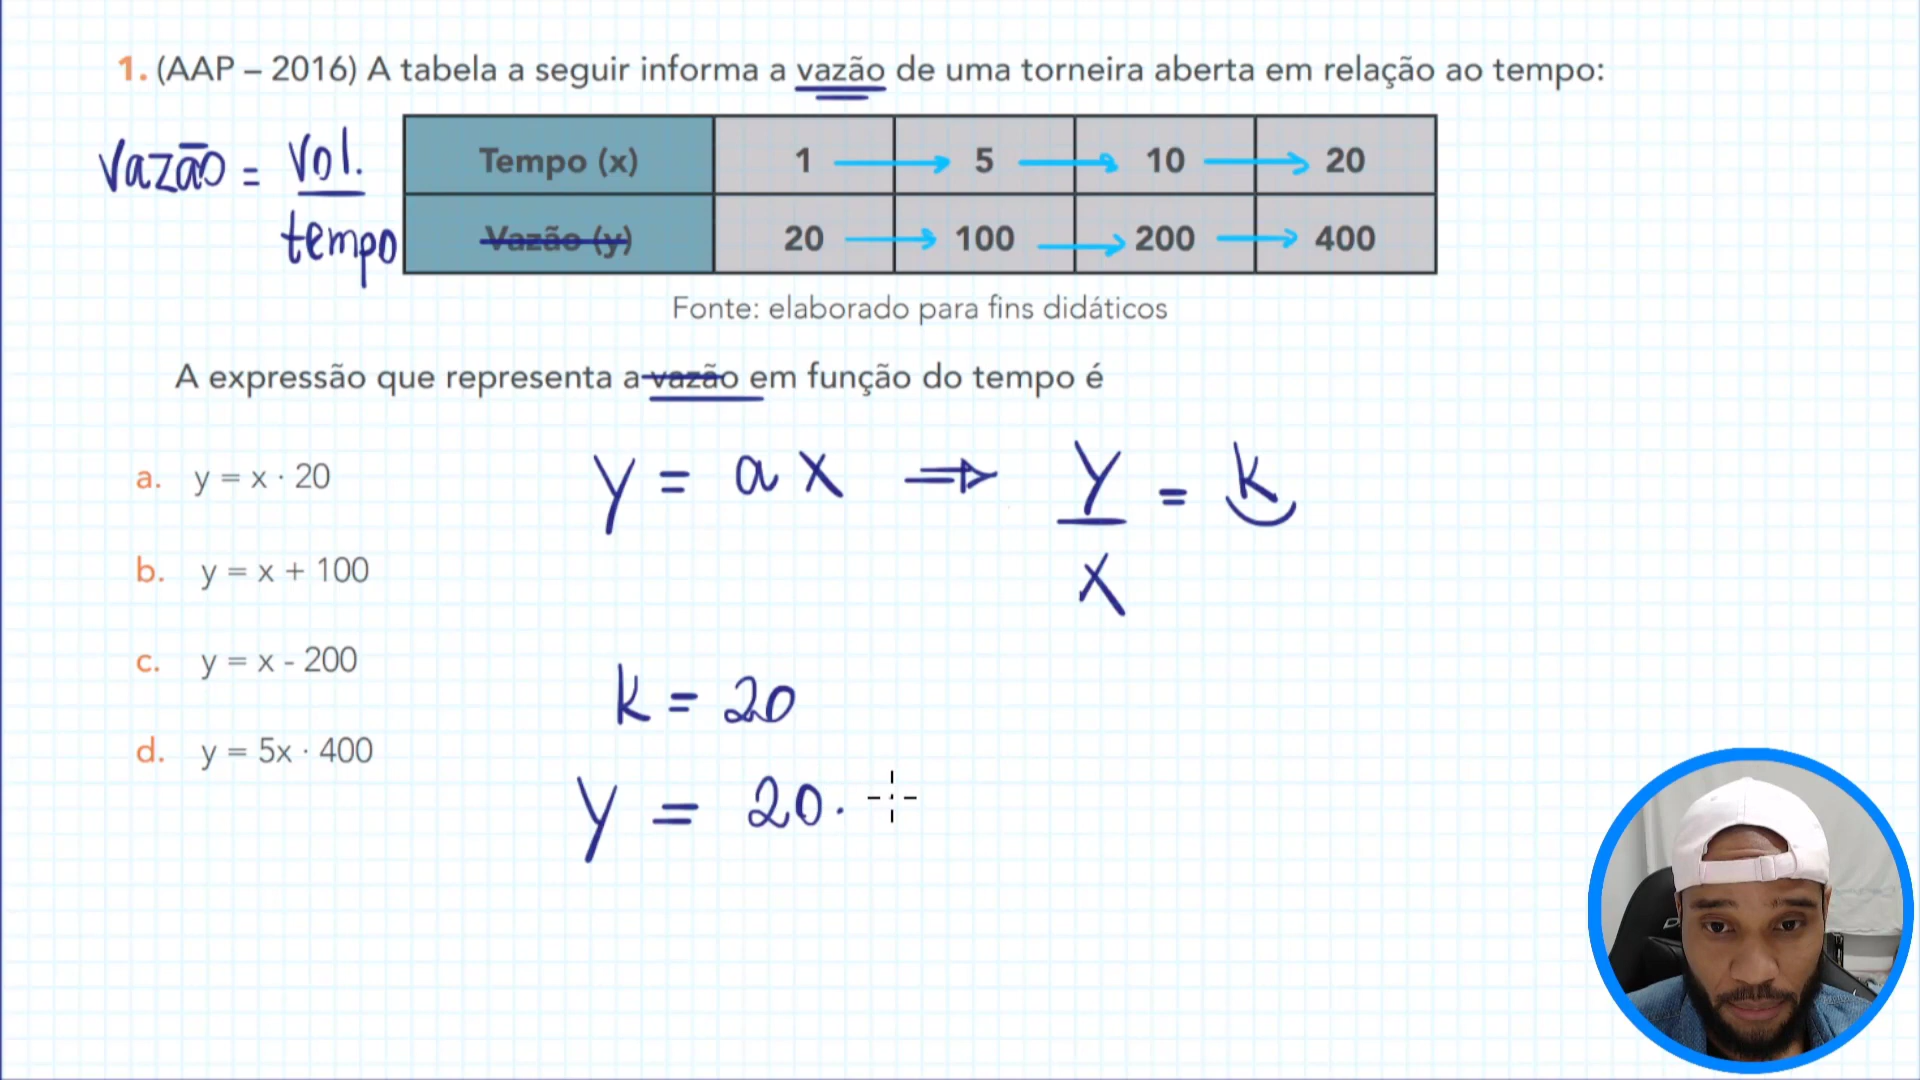 1. (AAP – 2016) A tabela a seguir informa a vazão de uma torneira aberta em relação ao tempo:
vazão = Vol.
tempo
Tempo (x) 1 5 10 20
Vazão (y) 20 100 200 400
Fonte: elaborado para fins didáticos
A expressão que representa a vazão em função do tempo é
a. y = x · 20
b. y = x + 100
c. y = x - 200
d. y = 5x · 400
y = a x ⇒ y = k
x
k = 20
y = 20 ·